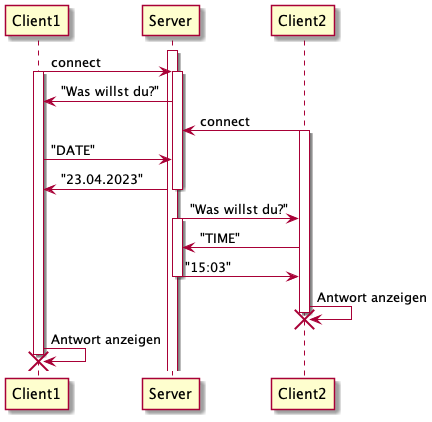 Client1 Server Client2
connect
"Was willst du?"
connect
"DATE"
"23.04.2023"
"Was willst du?"
"TIME"
"15:03"
Antwort anzeigen
Antwort anzeigen
Client1 Server Client2